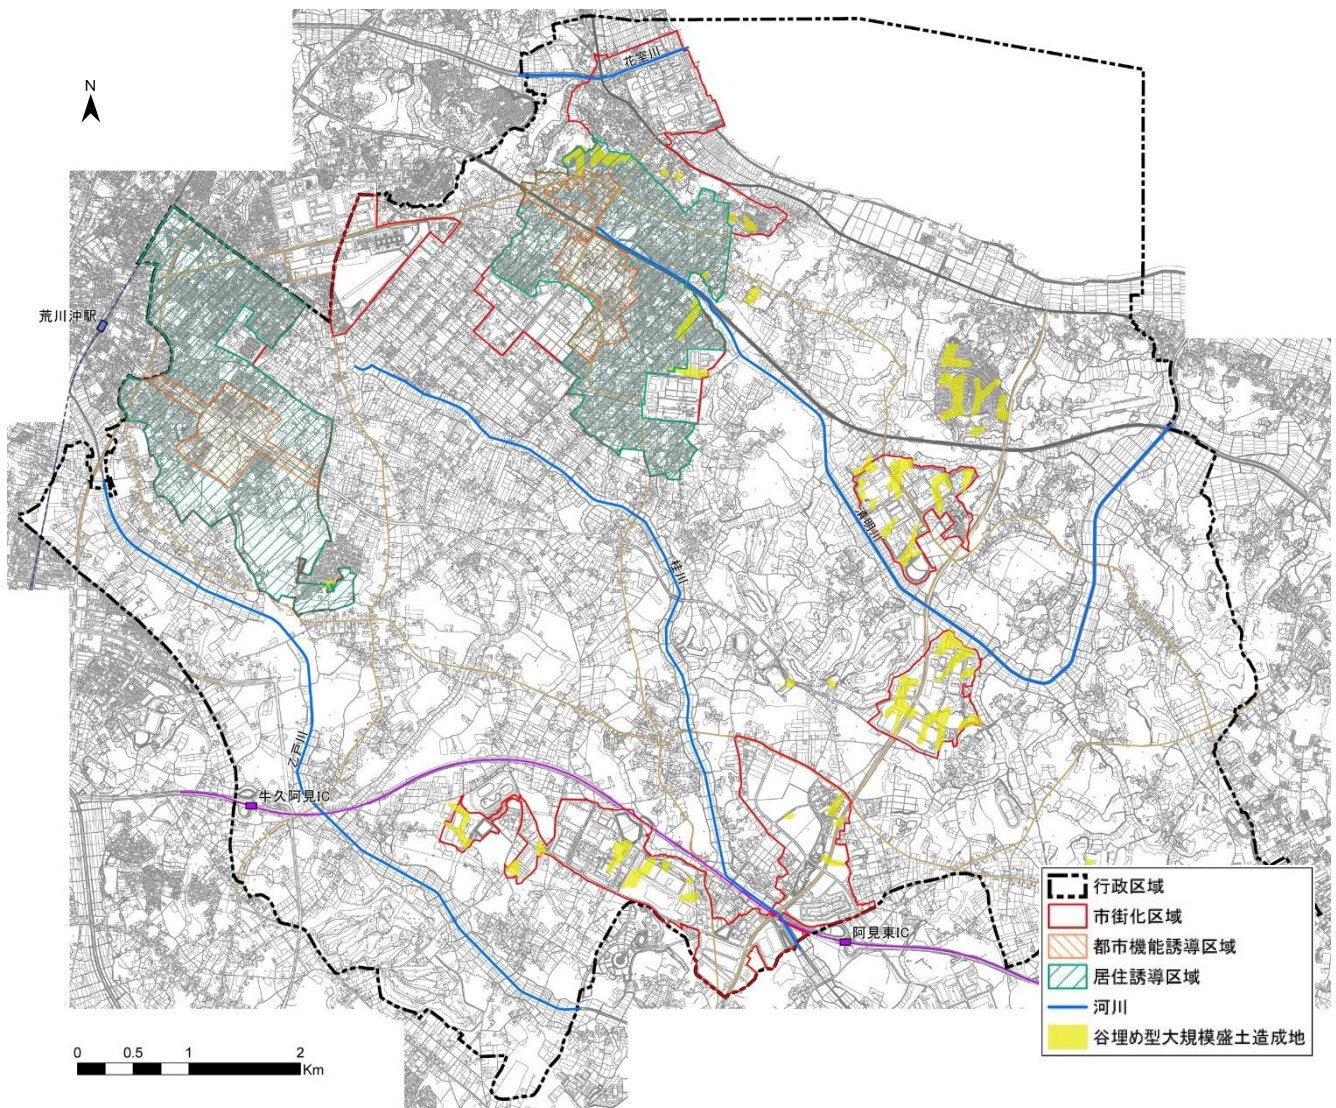 N
花室川
荒川沖駅
清明川
桂川
乙戸川
牛久阿見IC
阿見東IC
行政区域
市街化区域
都市機能誘導区域
居住誘導区域
河川
谷埋め型大規模盛土造成地
0 0.5 1 2
Km